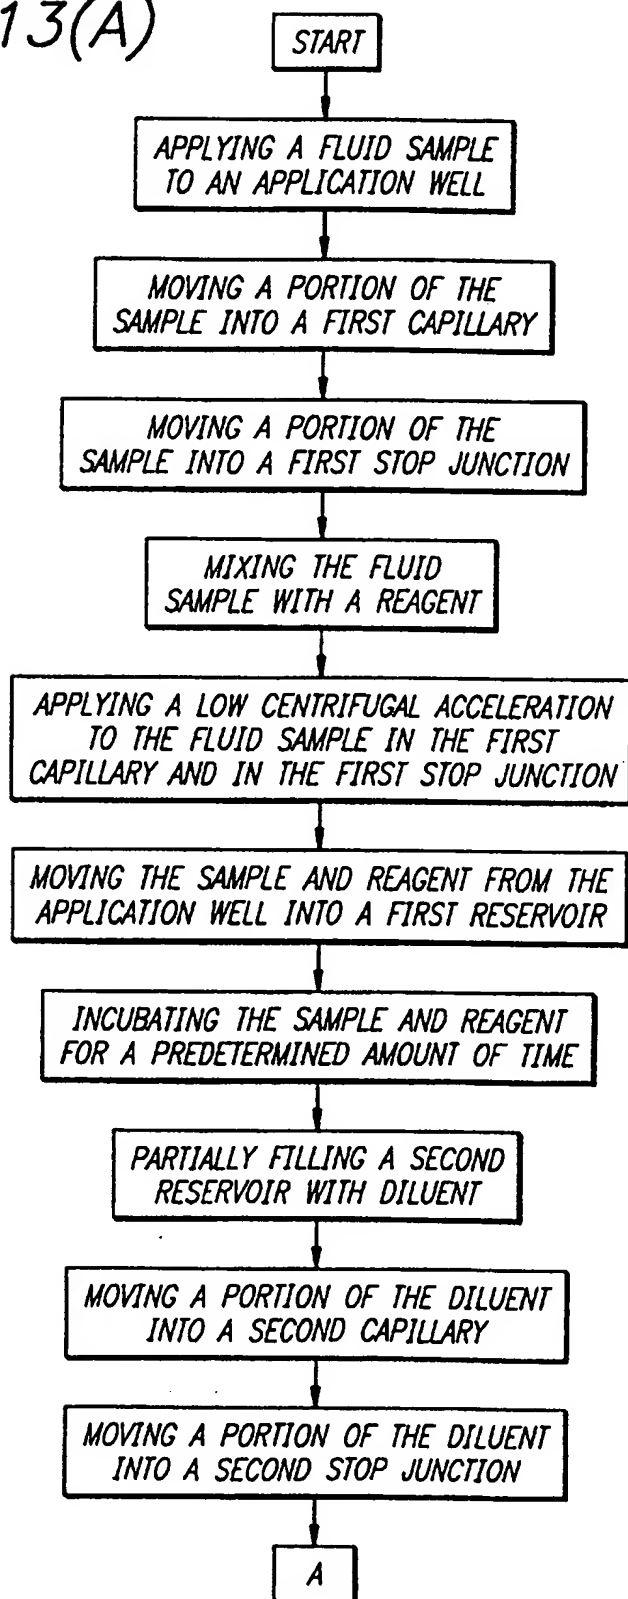 13(A)
START
APPLYING A FLUID SAMPLE
TO AN APPLICATION WELL
MOVING A PORTION OF THE
SAMPLE INTO A FIRST CAPILLARY
MOVING A PORTION OF THE
SAMPLE INTO A FIRST STOP JUNCTION
MIXING THE FLUID
SAMPLE WITH A REAGENT
APPLYING A LOW CENTRIFUGAL ACCELERATION
TO THE FLUID SAMPLE IN THE FIRST
CAPILLARY AND IN THE FIRST STOP JUNCTION
MOVING THE SAMPLE AND REAGENT FROM THE
APPLICATION WELL INTO A FIRST RESERVOIR
INCUBATING THE SAMPLE AND REAGENT
FOR A PREDETERMINED AMOUNT OF TIME
PARTIALLY FILLING A SECOND
RESERVOIR WITH DILUENT
MOVING A PORTION OF THE DILUENT
INTO A SECOND CAPILLARY
MOVING A PORTION OF THE DILUENT
INTO A SECOND STOP JUNCTION
A